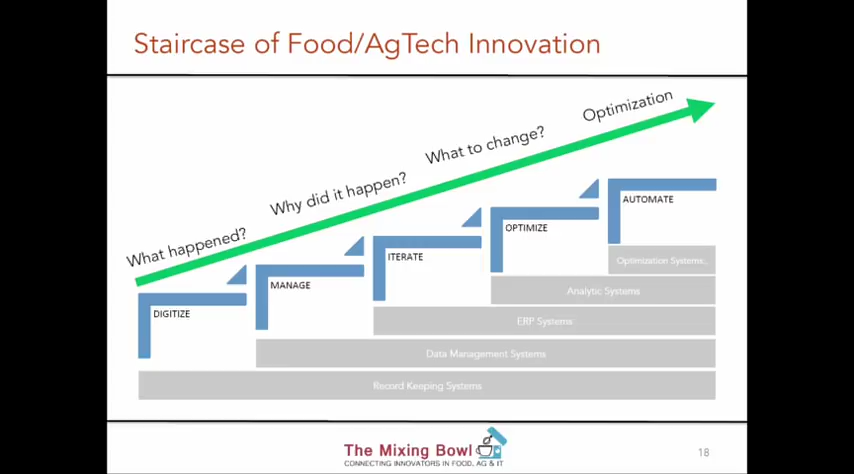 Staircase of Food/AgTech Innovation
Optimization
What to change?
Why did it happen?
What happened?
AUTOMATE
OPTIMIZE
ITERATE
MANAGE
DIGITIZE
Optimization Systems..
Analytic Systems
ERP Systems
Data Management Systems
Record Keeping Systems
The Mixing Bowl
CONNECTING INNOVATORS IN FOOD, AG & IT
18